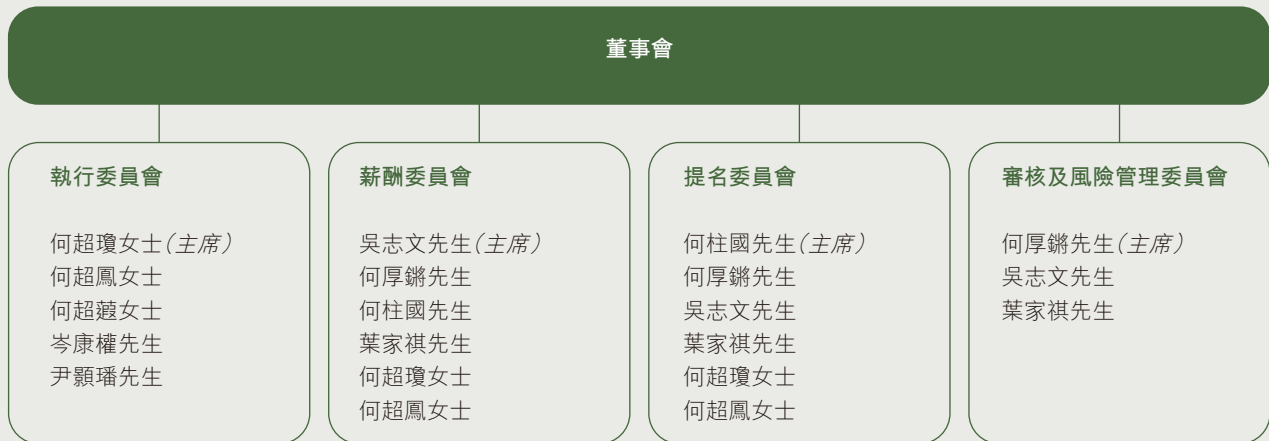 董事會
執行委員會
何超瓊女士(主席)
何超鳳女士
何超蕸女士
岑康權先生
尹顥璠先生
薪酬委員會
吳志文先生(主席)
何厚鏘先生
何柱國先生
葉家祺先生
何超瓊女士
何超鳳女士
提名委員會
何柱國先生(主席)
何厚鏘先生
吳志文先生
葉家祺先生
何超瓊女士
何超鳳女士
審核及風險管理委員會
何厚鏘先生(主席)
吳志文先生
葉家祺先生